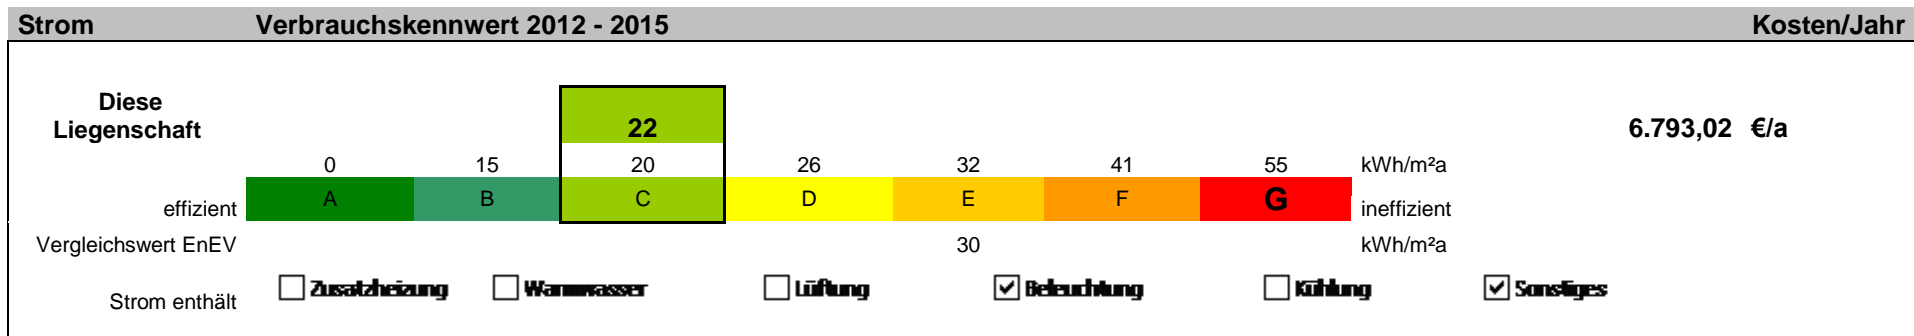 Strom Verbrauchskennwert 2012 - 2015 Kosten/Jahr
Diese
Liegenschaft 22 6.793,02 €/a
0 15 20 26 32 41 55 kWh/m²a
effizient A B C D E F G ineffizient
Vergleichswert EnEV 30 kWh/m²a
Strom enthält Zusatzheizung Warmwasser Lüftung Beleuchtung Kühlung Sonstiges